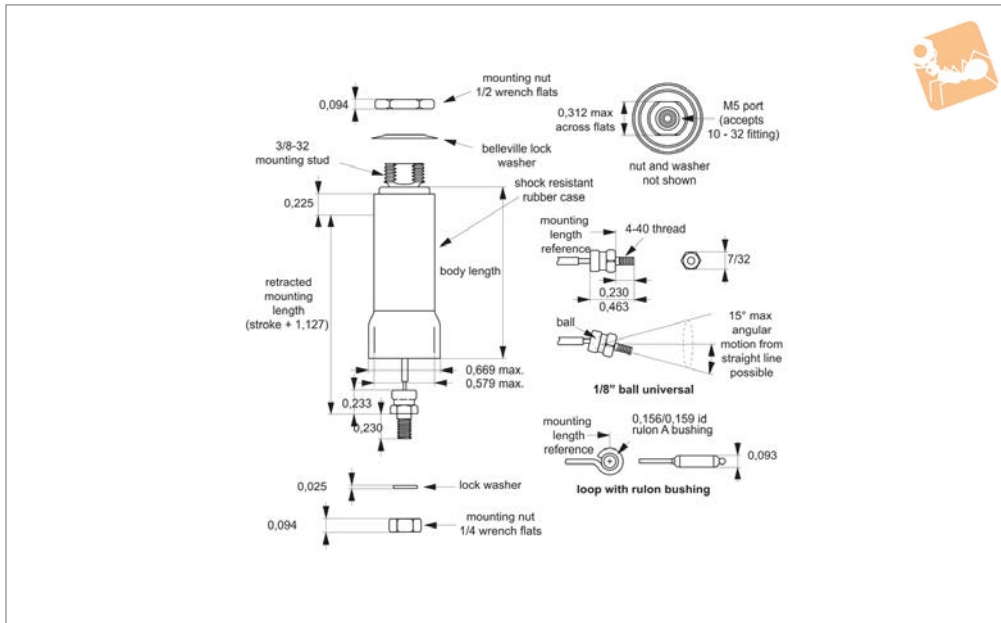 mounting nut
1/2 wrench flats
0,094
belleville lock
washer
3/8-32
mounting stud
shock resistant
rubber case
0,225
body length
retracted
mounting
length
(stroke + 1,127)
0,669 max.
0,579 max.
0,233
0,230
0,025
lock washer
0,094
mounting nut
1/4 wrench flats
0,312 max
across flats
M5 port
(accepts
10 - 32 fitting)
nut and washer
not shown
mounting
length
reference
4-40 thread
7/32
0,230
0,463
ball
15° max
angular
motion from
straight line
possible
1/8” ball universal
mounting
length
reference
0,156/0,159 id
rulon A bushing
0,093
loop with rulon bushing